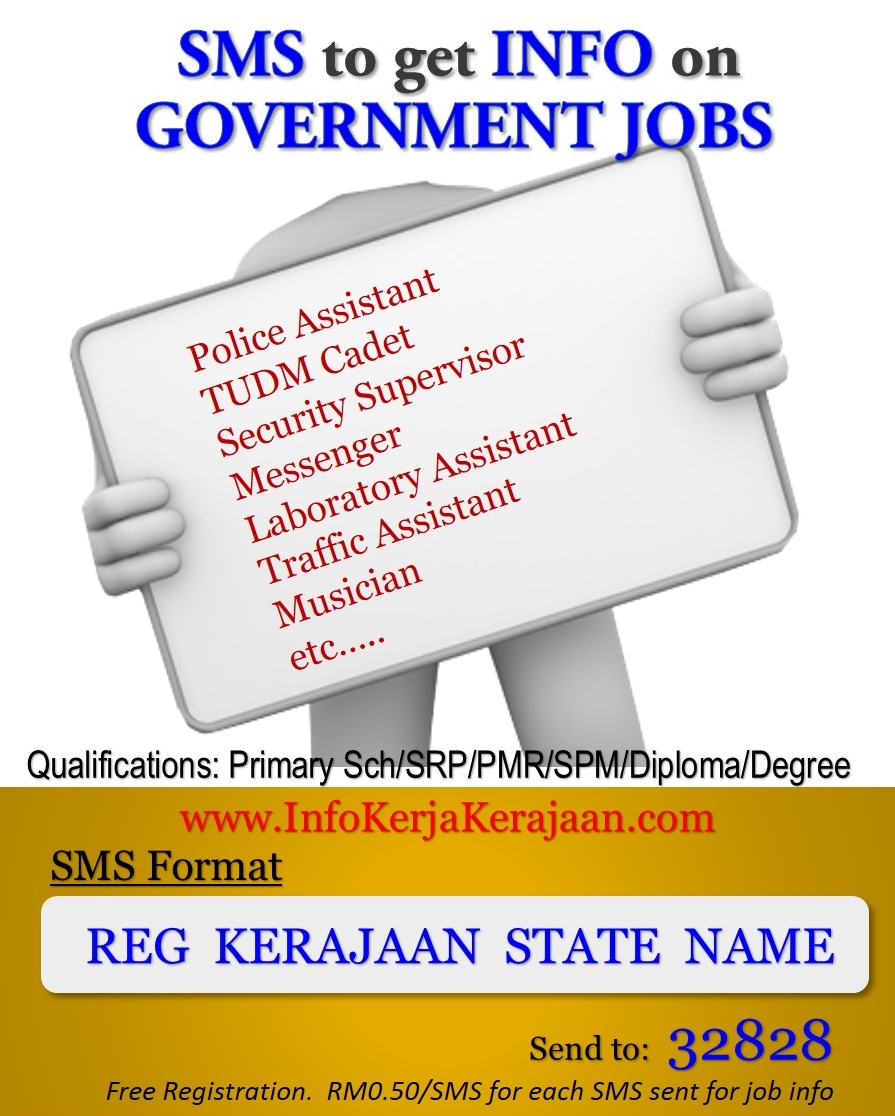 SMS to get INFO on
GOVERNMENT JOBS
Police Assistant
TUDM Cadet
Security Supervisor
Messenger
Laboratory Assistant
Traffic Assistant
Musician
etc.....
Qualifications: Primary Sch/SRP/PMR/SPM/Diploma/Degree
www.InfoKerjaKerajaan.com
SMS Format
REG KERAJAAN STATE NAME
Send to: 32828
Free Registration. RM0.50/SMS for each SMS sent for job info